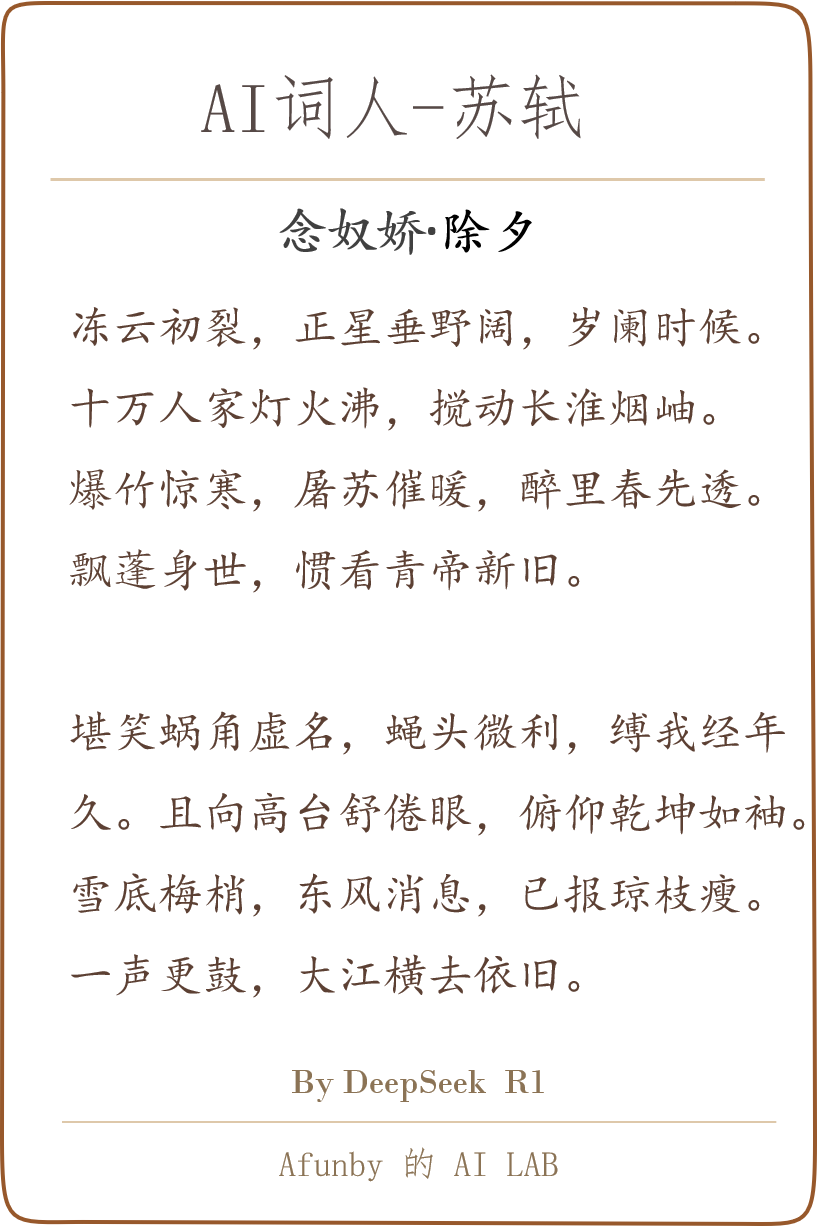 AI词人-苏轼
念奴娇·除夕
冻云初裂，正星垂野阔，岁阑时候。
十万人家灯火沸，搅动长淮烟岫。
爆竹惊寒，屠苏催暖，醉里春先透。
飘蓬身世，惯看青帝新旧。
堪笑蜗角虚名，蝇头微利，缚我经年
久。且向高台舒倦眼，俯仰乾坤如袖。
雪底梅梢，东风消息，已报琼枝瘦。
一声更鼓，大江横去依旧。
By DeepSeek R1
Afunby 的 AI LAB